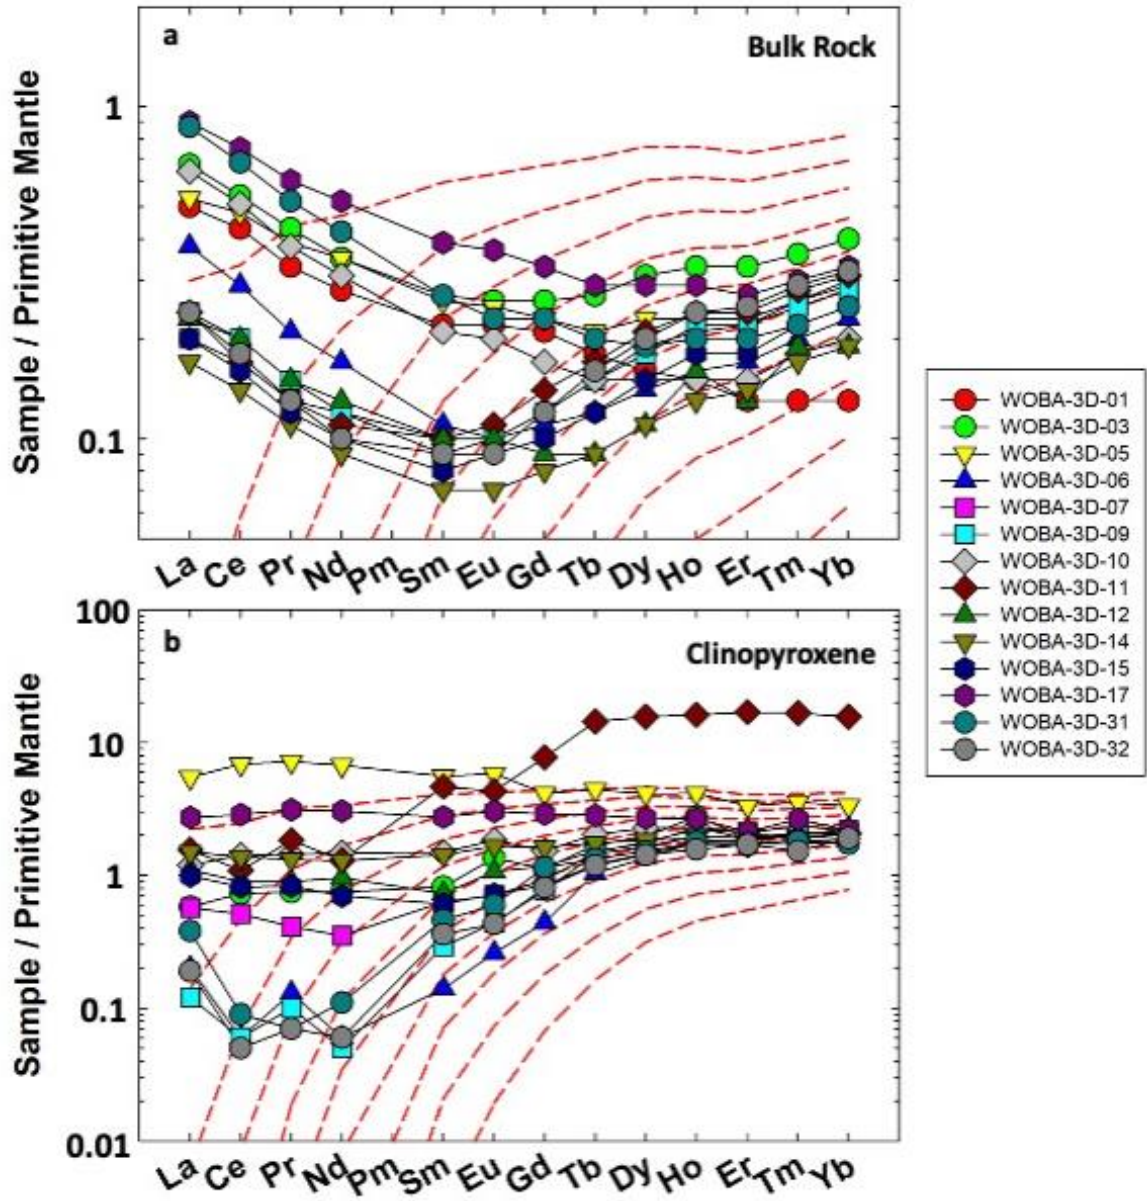 a
Bulk Rock
Sample / Primitive Mantle
1
0.1
La Ce Pr Nd Pm Sm Eu Gd Tb Dy Ho Er Tm Yb
b
Clinopyroxene
Sample / Primitive Mantle
100
10
1
0.1
0.01
La Ce Pr Nd Pm Sm Eu Gd Tb Dy Ho Er Tm Yb
WOBA-3D-01
WOBA-3D-03
WOBA-3D-05
WOBA-3D-06
WOBA-3D-07
WOBA-3D-09
WOBA-3D-10
WOBA-3D-11
WOBA-3D-12
WOBA-3D-14
WOBA-3D-15
WOBA-3D-17
WOBA-3D-31
WOBA-3D-32